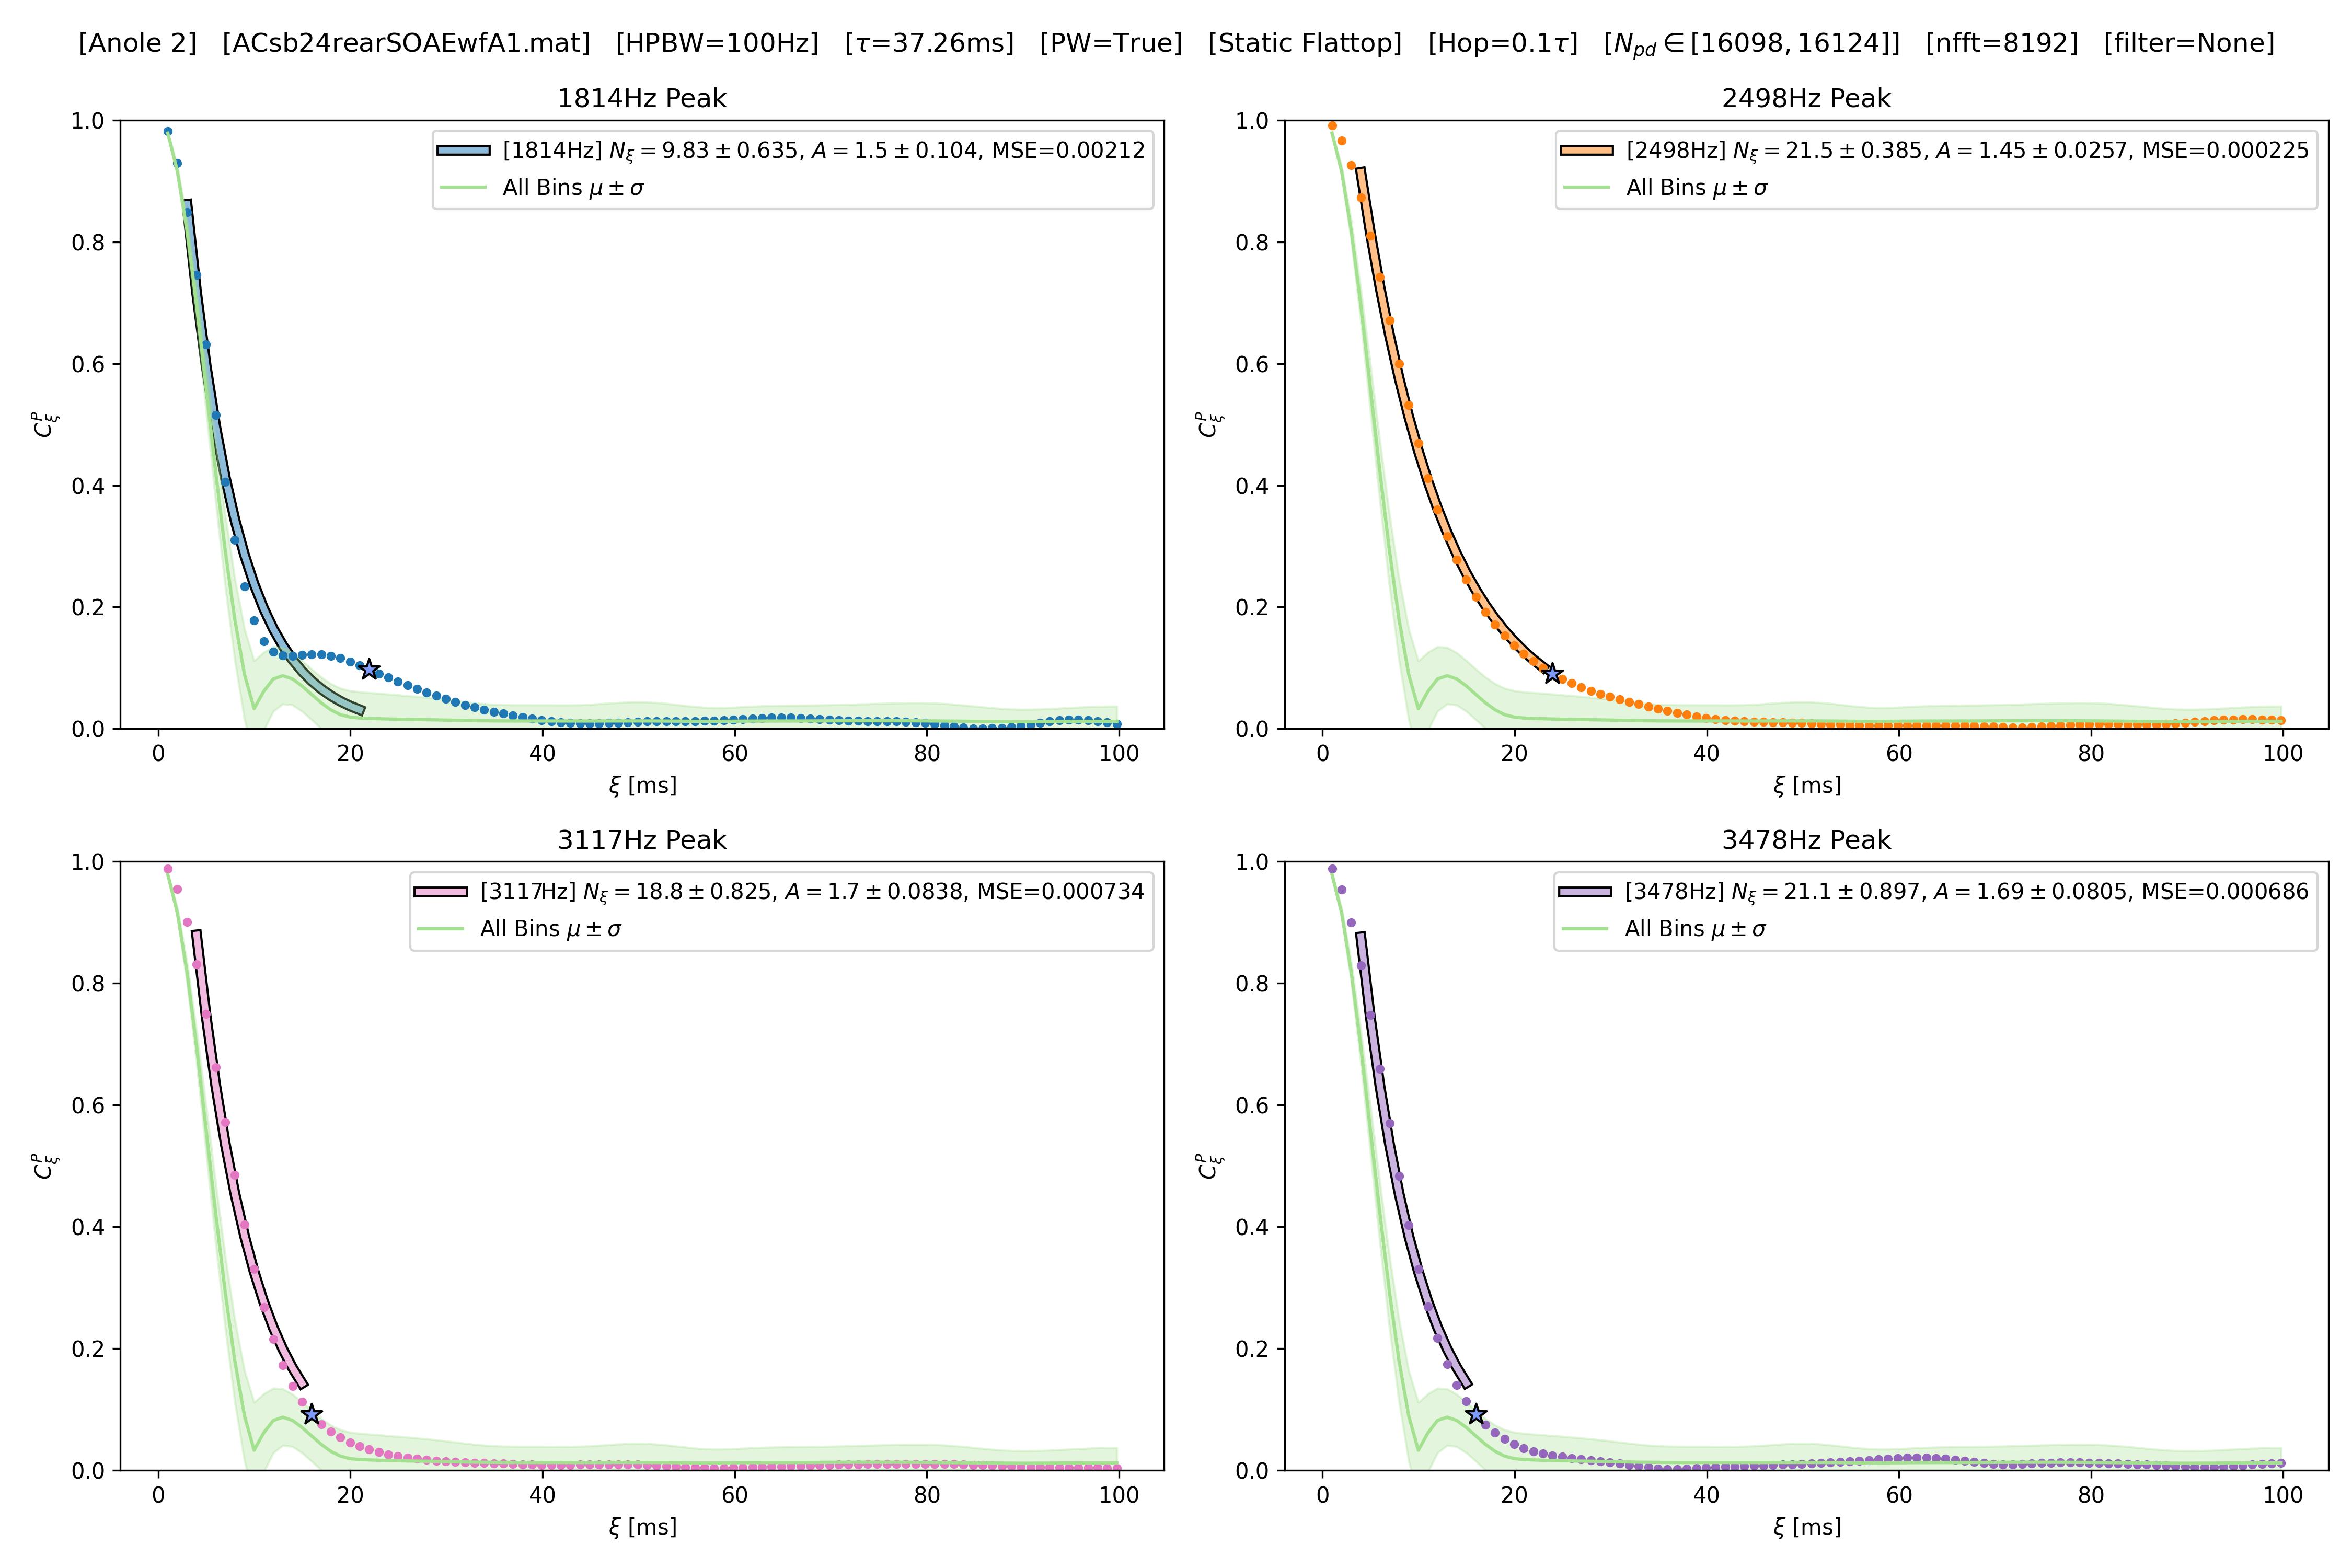 [Anole 2] [ACsb24rearSOAEwfA1.mat] [HPBW=100Hz] [τ=37.26ms] [PW=True] [Static Flattop] [Hop=0.1τ] [N_pd ∈ [16098, 16124]] [nfft=8192] [filter=None]
1814Hz Peak
[1814Hz] N_ξ = 9.83 ± 0.635, A = 1.5 ± 0.104, MSE=0.00212
All Bins μ ± σ
1.0
0.8
0.6
0.4
0.2
0.0
C_ξ^P
0 20 40 60 80 100
ξ [ms]
2498Hz Peak
[2498Hz] N_ξ = 21.5 ± 0.385, A = 1.45 ± 0.0257, MSE=0.000225
All Bins μ ± σ
1.0
0.8
0.6
0.4
0.2
0.0
C_ξ^P
0 20 40 60 80 100
ξ [ms]
3117Hz Peak
[3117Hz] N_ξ = 18.8 ± 0.825, A = 1.7 ± 0.0838, MSE=0.000734
All Bins μ ± σ
1.0
0.8
0.6
0.4
0.2
0.0
C_ξ^P
0 20 40 60 80 100
ξ [ms]
3478Hz Peak
[3478Hz] N_ξ = 21.1 ± 0.897, A = 1.69 ± 0.0805, MSE=0.000686
All Bins μ ± σ
1.0
0.8
0.6
0.4
0.2
0.0
C_ξ^P
0 20 40 60 80 100
ξ [ms]